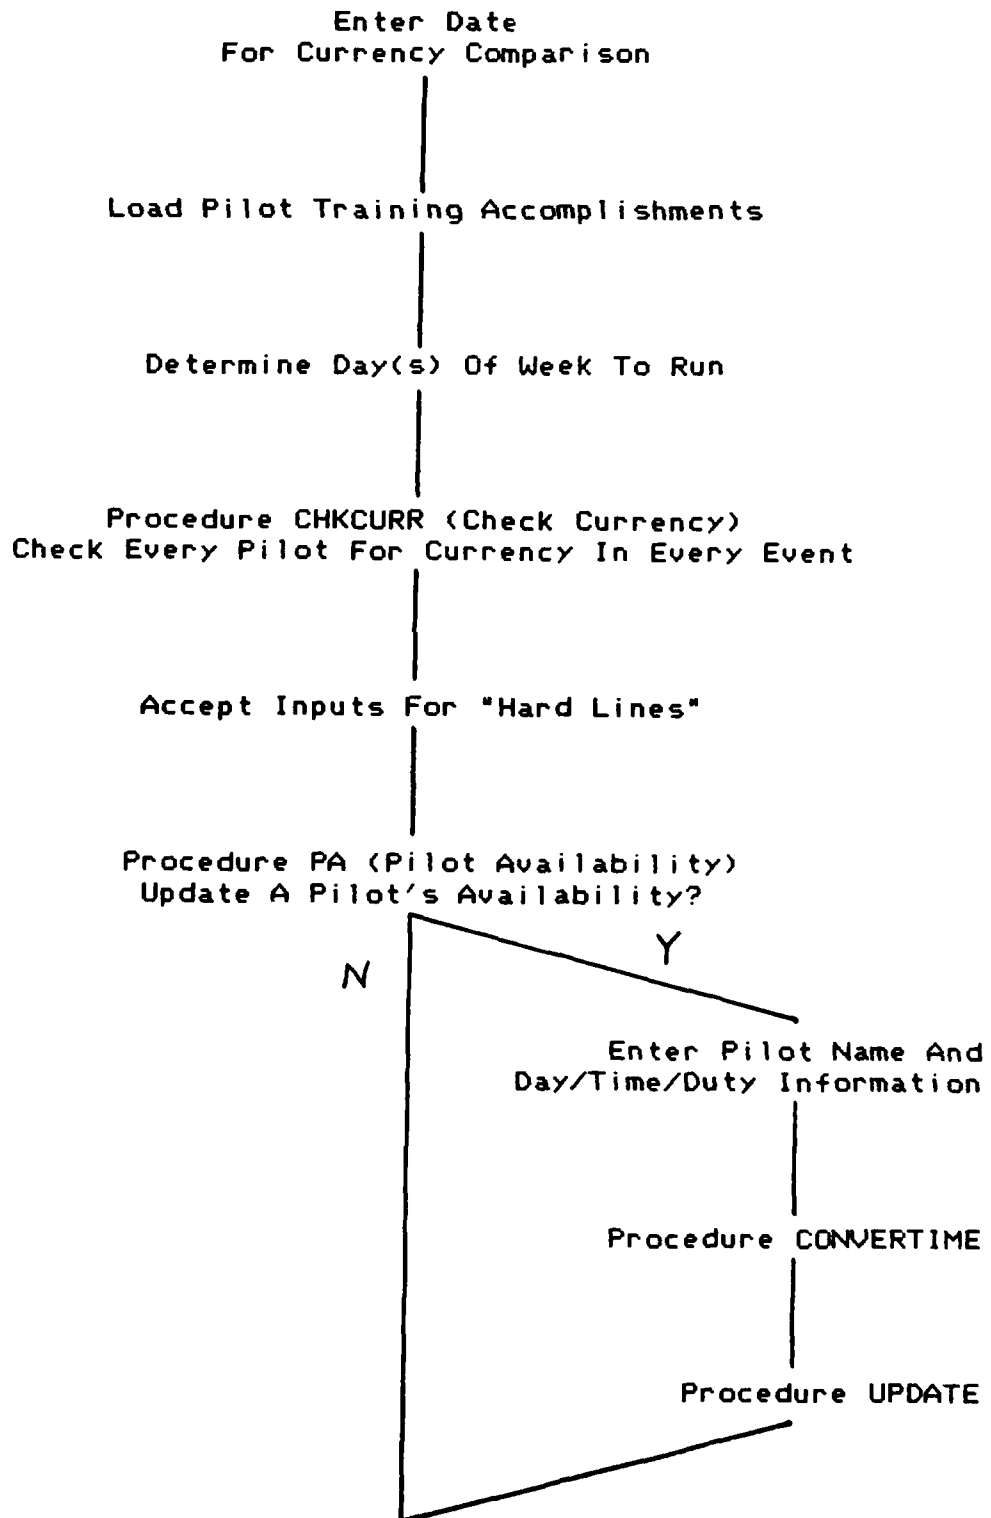 Enter Date
For Currency Comparison
Load Pilot Training Accomplishments
Determine Day(s) Of Week To Run
Procedure CHKCURR (Check Currency)
Check Every Pilot For Currency In Every Event
Accept Inputs For "Hard Lines"
Procedure PA (Pilot Availability)
Update A Pilot's Availability?
N
Y
Enter Pilot Name And
Day/Time/Duty Information
Procedure CONVERTIME
Procedure UPDATE